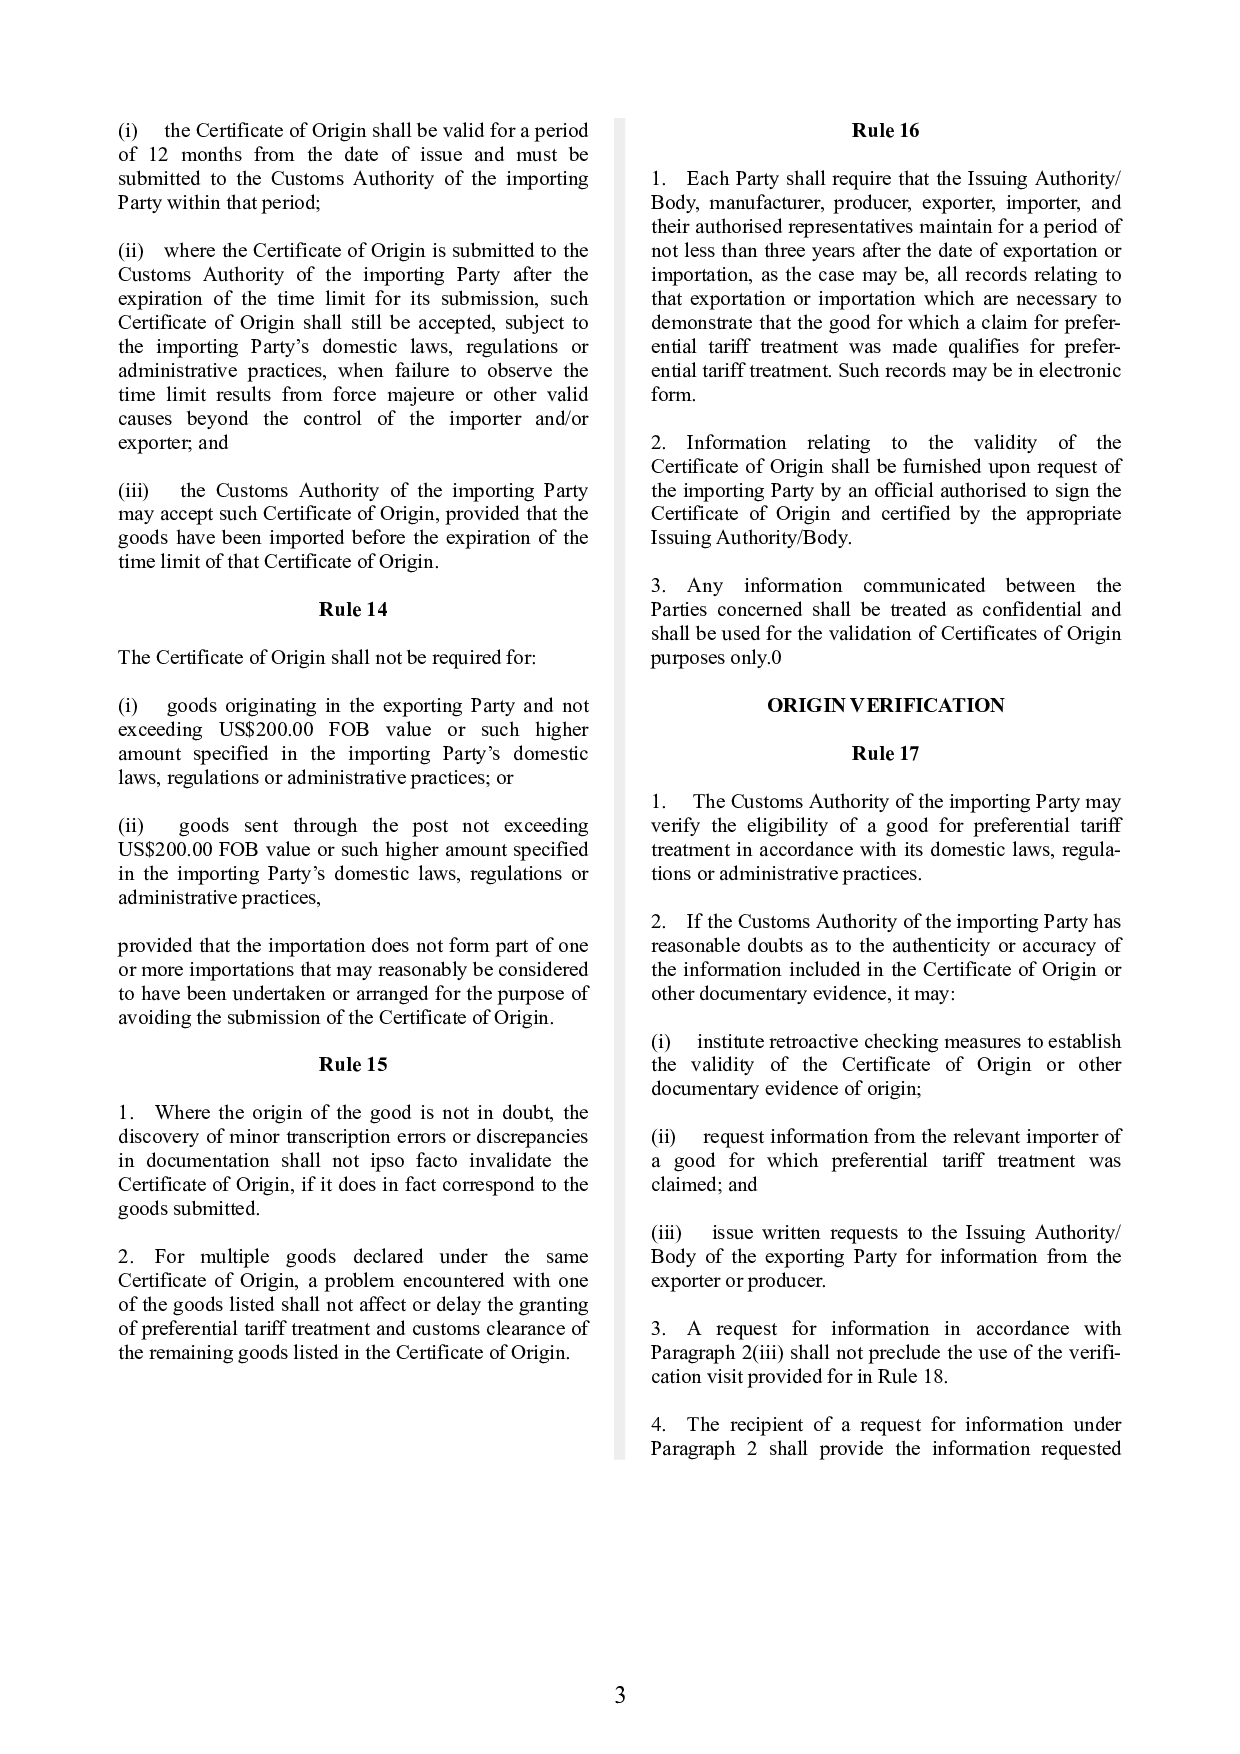 (i) the Certificate of Origin shall be valid for a period
of 12 months from the date of issue and must be
submitted to the Customs Authority of the importing
Party within that period;
(ii) where the Certificate of Origin is submitted to the
Customs Authority of the importing Party after the
expiration of the time limit for its submission, such
Certificate of Origin shall still be accepted, subject to
the importing Party’s domestic laws, regulations or
administrative practices, when failure to observe the
time limit results from force majeure or other valid
causes beyond the control of the importer and/or
exporter; and
(iii) the Customs Authority of the importing Party
may accept such Certificate of Origin, provided that the
goods have been imported before the expiration of the
time limit of that Certificate of Origin.
Rule 14
The Certificate of Origin shall not be required for:
(i) goods originating in the exporting Party and not
exceeding US$200.00 FOB value or such higher
amount specified in the importing Party’s domestic
laws, regulations or administrative practices; or
(ii) goods sent through the post not exceeding
US$200.00 FOB value or such higher amount specified
in the importing Party’s domestic laws, regulations or
administrative practices,
provided that the importation does not form part of one
or more importations that may reasonably be considered
to have been undertaken or arranged for the purpose of
avoiding the submission of the Certificate of Origin.
Rule 15
1. Where the origin of the good is not in doubt, the
discovery of minor transcription errors or discrepancies
in documentation shall not ipso facto invalidate the
Certificate of Origin, if it does in fact correspond to the
goods submitted.
2. For multiple goods declared under the same
Certificate of Origin, a problem encountered with one
of the goods listed shall not affect or delay the granting
of preferential tariff treatment and customs clearance of
the remaining goods listed in the Certificate of Origin.
Rule 16
1. Each Party shall require that the Issuing Authority/
Body, manufacturer, producer, exporter, importer, and
their authorised representatives maintain for a period of
not less than three years after the date of exportation or
importation, as the case may be, all records relating to
that exportation or importation which are necessary to
demonstrate that the good for which a claim for prefer-
ential tariff treatment was made qualifies for prefer-
ential tariff treatment. Such records may be in electronic
form.
2. Information relating to the validity of the
Certificate of Origin shall be furnished upon request of
the importing Party by an official authorised to sign the
Certificate of Origin and certified by the appropriate
Issuing Authority/Body.
3. Any information communicated between the
Parties concerned shall be treated as confidential and
shall be used for the validation of Certificates of Origin
purposes only.0
ORIGIN VERIFICATION
Rule 17
1. The Customs Authority of the importing Party may
verify the eligibility of a good for preferential tariff
treatment in accordance with its domestic laws, regula-
tions or administrative practices.
2. If the Customs Authority of the importing Party has
reasonable doubts as to the authenticity or accuracy of
the information included in the Certificate of Origin or
other documentary evidence, it may:
(i) institute retroactive checking measures to establish
the validity of the Certificate of Origin or other
documentary evidence of origin;
(ii) request information from the relevant importer of
a good for which preferential tariff treatment was
claimed; and
(iii) issue written requests to the Issuing Authority/
Body of the exporting Party for information from the
exporter or producer.
3. A request for information in accordance with
Paragraph 2(iii) shall not preclude the use of the verifi-
cation visit provided for in Rule 18.
4. The recipient of a request for information under
Paragraph 2 shall provide the information requested
3